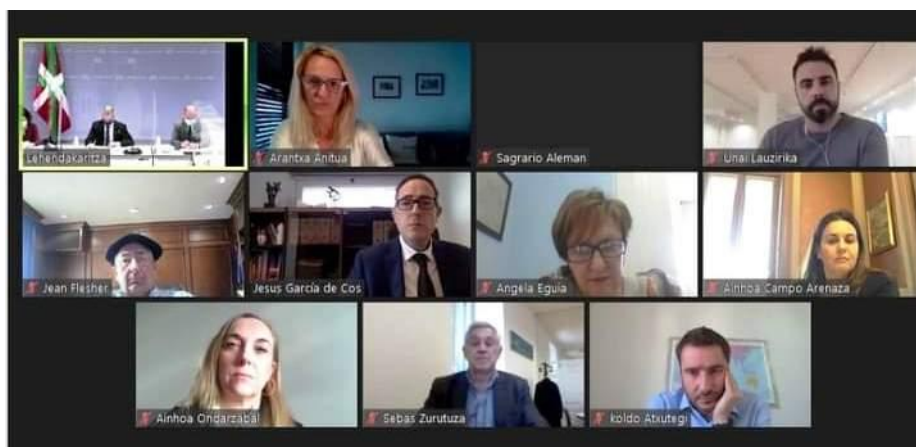 Lehendakaritza
Arantxa Anitua
Sagrario Aleman
Unai Lauzirika
Jean Flesher
Jesus García de Cos
Angela Eguia
Ainhoa Campo Arenaza
Ainhoa Ondarzabal
Sebas Zurutuza
koldo Atxutegi